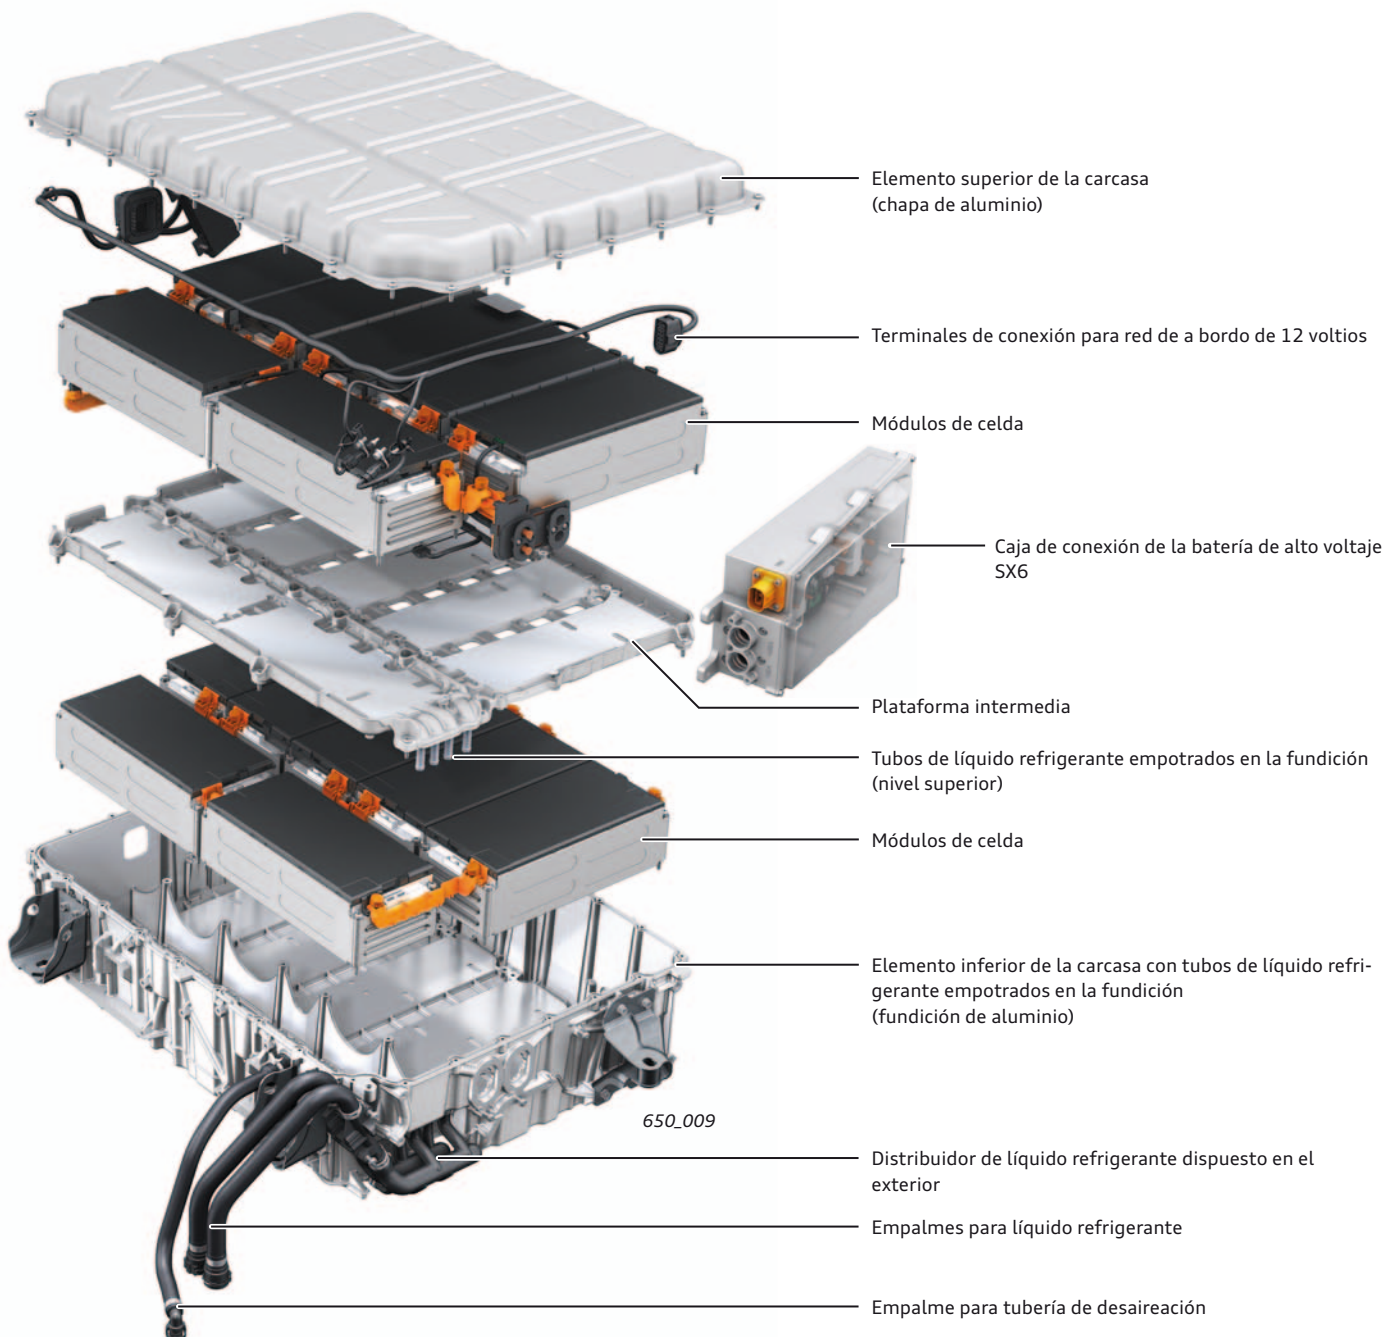 Elemento superior de la carcasa
(chapa de aluminio)
Terminales de conexión para red de a bordo de 12 voltios
Módulos de celda
Caja de conexión de la batería de alto voltaje
SX6
Plataforma intermedia
Tubos de líquido refrigerante empotrados en la fundición
(nivel superior)
Módulos de celda
Elemento inferior de la carcasa con tubos de líquido refri-
gerante empotrados en la fundición
(fundición de aluminio)
650_009
Distribuidor de líquido refrigerante dispuesto en el
exterior
Empalmes para líquido refrigerante
Empalme para tubería de desaireación